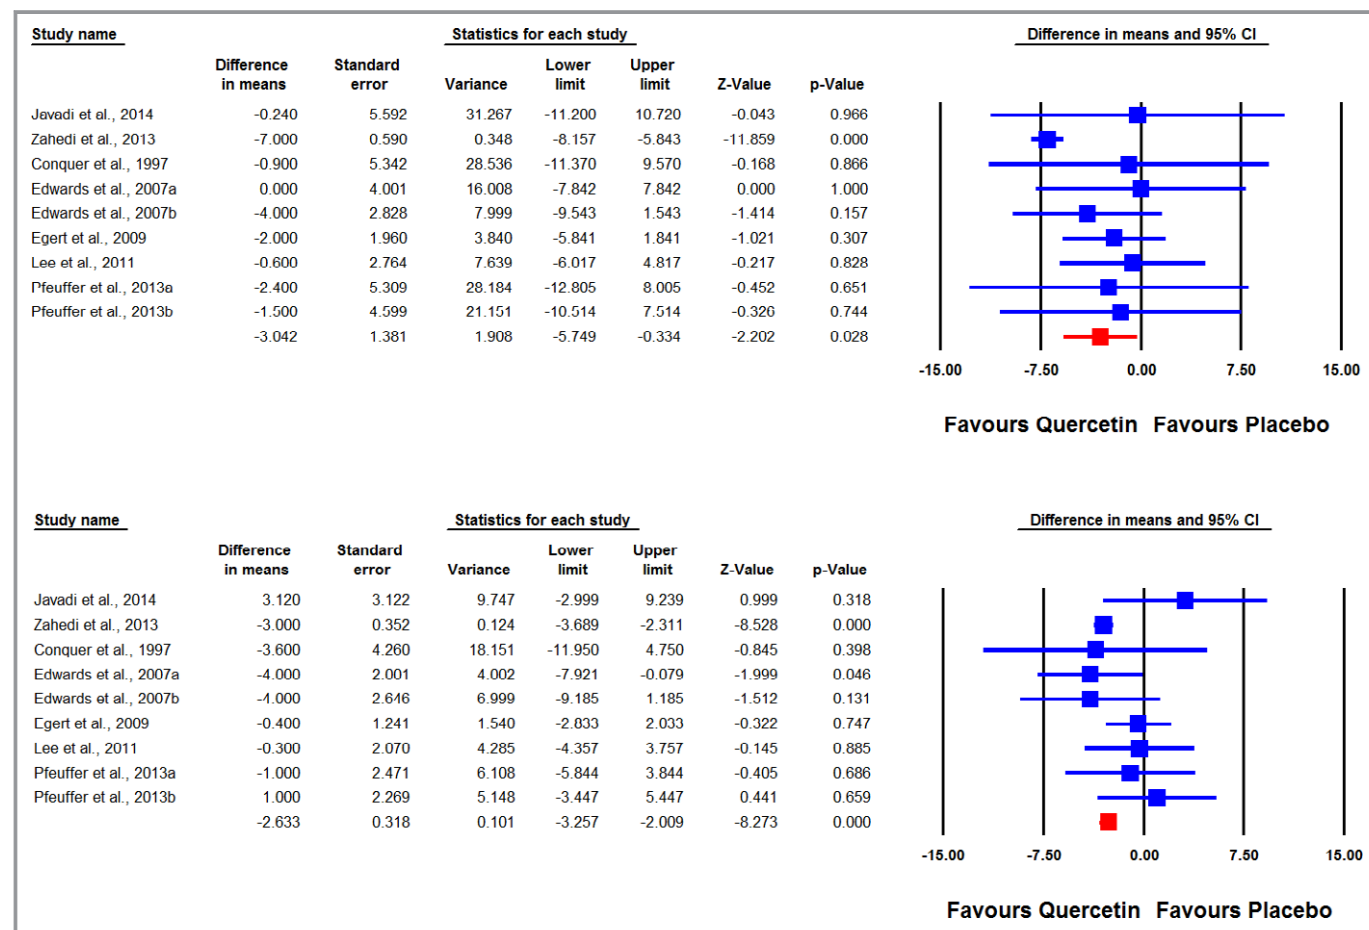 Study name Statistics for each study Difference in means and 95% CI
Difference in means Standard error Variance Lower limit Upper limit Z-Value p-Value
Javadi et al., 2014 -0.240 5.592 31.267 -11.200 10.720 -0.043 0.966
Zahedi et al., 2013 -7.000 0.590 0.348 -8.157 -5.843 -11.859 0.000
Conquer et al., 1997 -0.900 5.342 28.536 -11.370 9.570 -0.168 0.866
Edwards et al., 2007a 0.000 4.001 16.008 -7.842 7.842 0.000 1.000
Edwards et al., 2007b -4.000 2.828 7.999 -9.543 1.543 -1.414 0.157
Egert et al., 2009 -2.000 1.960 3.840 -5.841 1.841 -1.021 0.307
Lee et al., 2011 -0.600 2.764 7.639 -6.017 4.817 -0.217 0.828
Pfeuffer et al., 2013a -2.400 5.309 28.184 -12.805 8.005 -0.452 0.651
Pfeuffer et al., 2013b -1.500 4.599 21.151 -10.514 7.514 -0.326 0.744
-3.042 1.381 1.908 -5.749 -0.334 -2.202 0.028
-15.00 -7.50 0.00 7.50 15.00
Favours Quercetin Favours Placebo
Study name Statistics for each study Difference in means and 95% CI
Difference in means Standard error Variance Lower limit Upper limit Z-Value p-Value
Javadi et al., 2014 3.120 3.122 9.747 -2.999 9.239 0.999 0.318
Zahedi et al., 2013 -3.000 0.352 0.124 -3.689 -2.311 -8.528 0.000
Conquer et al., 1997 -3.600 4.260 18.151 -11.950 4.750 -0.845 0.398
Edwards et al., 2007a -4.000 2.001 4.002 -7.921 -0.079 -1.999 0.046
Edwards et al., 2007b -4.000 2.646 6.999 -9.185 1.185 -1.512 0.131
Egert et al., 2009 -0.400 1.241 1.540 -2.833 2.033 -0.322 0.747
Lee et al., 2011 -0.300 2.070 4.285 -4.357 3.757 -0.145 0.885
Pfeuffer et al., 2013a -1.000 2.471 6.108 -5.844 3.844 -0.405 0.686
Pfeuffer et al., 2013b 1.000 2.269 5.148 -3.447 5.447 0.441 0.659
-2.633 0.318 0.101 -3.257 -2.009 -8.273 0.000
-15.00 -7.50 0.00 7.50 15.00
Favours Quercetin Favours Placebo